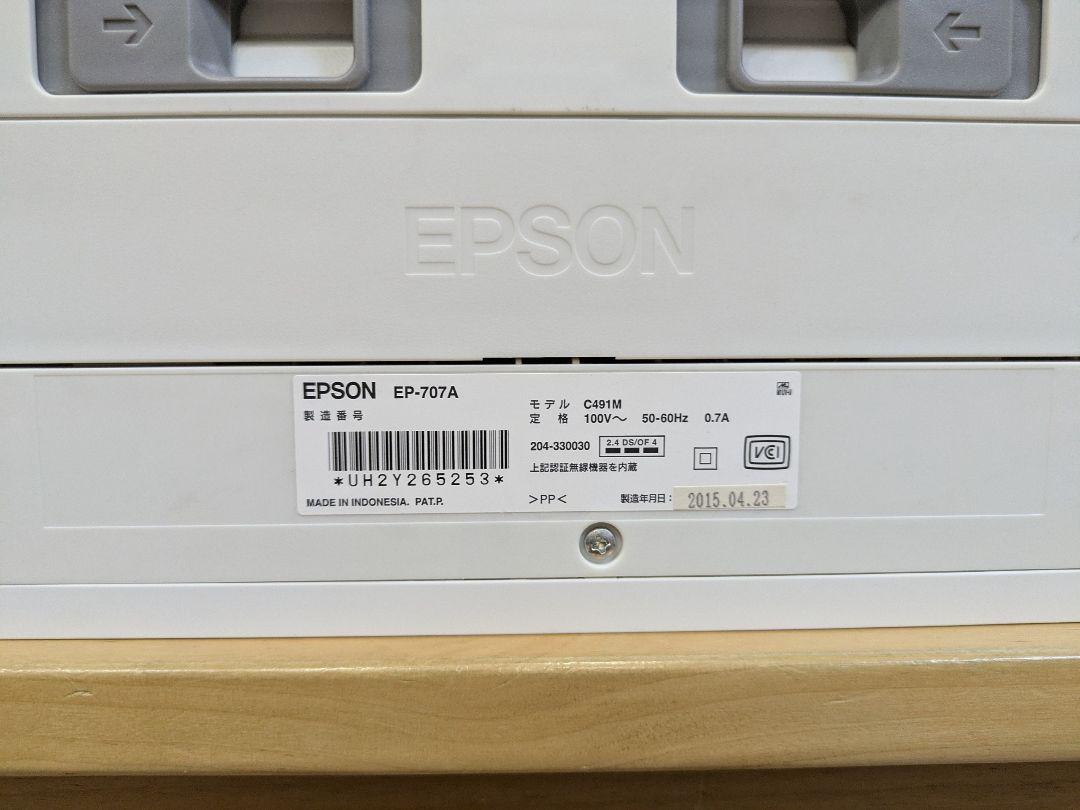 EPSON
EPSON EP-707A
製造番号
*UH2Y265253*
MADE IN INDONESIA. PAT.P.
モデル C491M
定格 100V～ 50-60Hz 0.7A
204-330030 2.4 DS/OF 4
上記認証無線機器を内蔵
>PP<
VCI
製造年月日: 2015.04.23